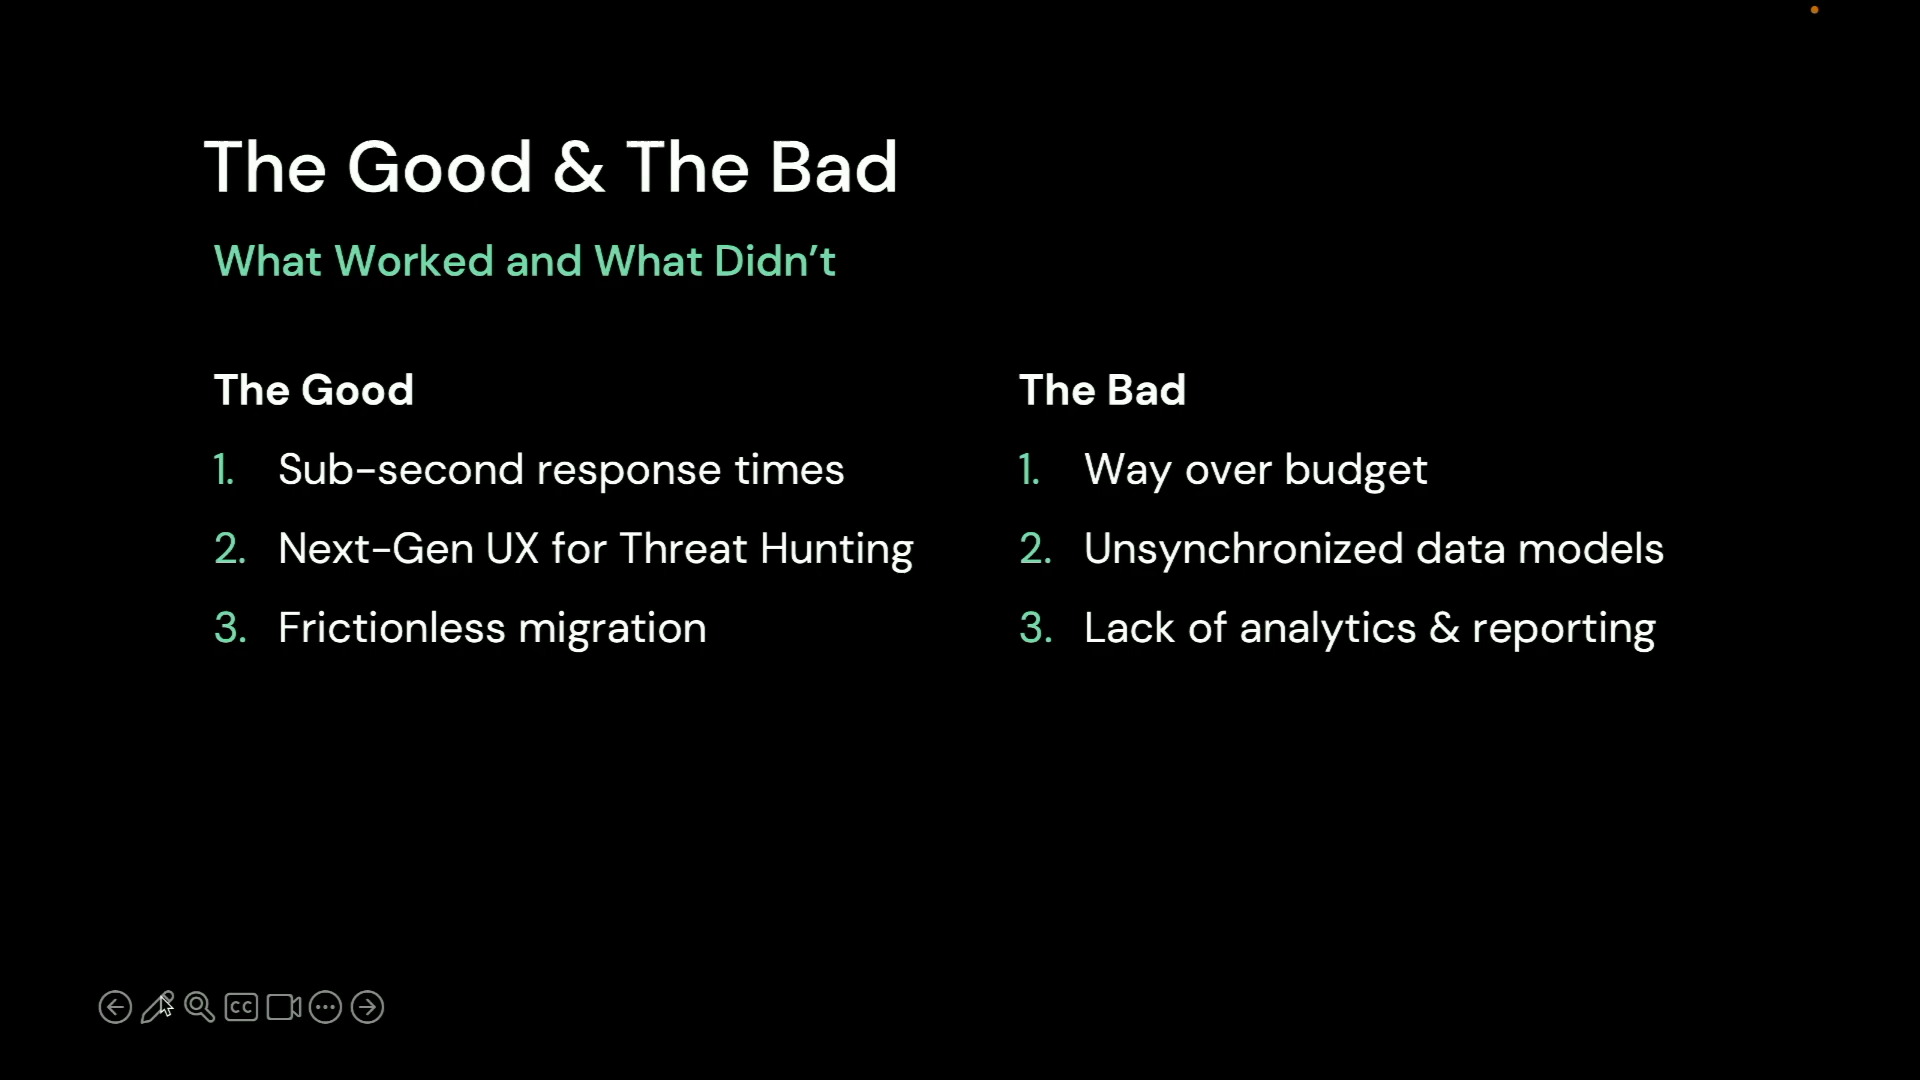 The Good & The Bad
What Worked and What Didn’t
The Good
1. Sub-second response times
2. Next-Gen UX for Threat Hunting
3. Frictionless migration
The Bad
1. Way over budget
2. Unsynchronized data models
3. Lack of analytics & reporting
CC